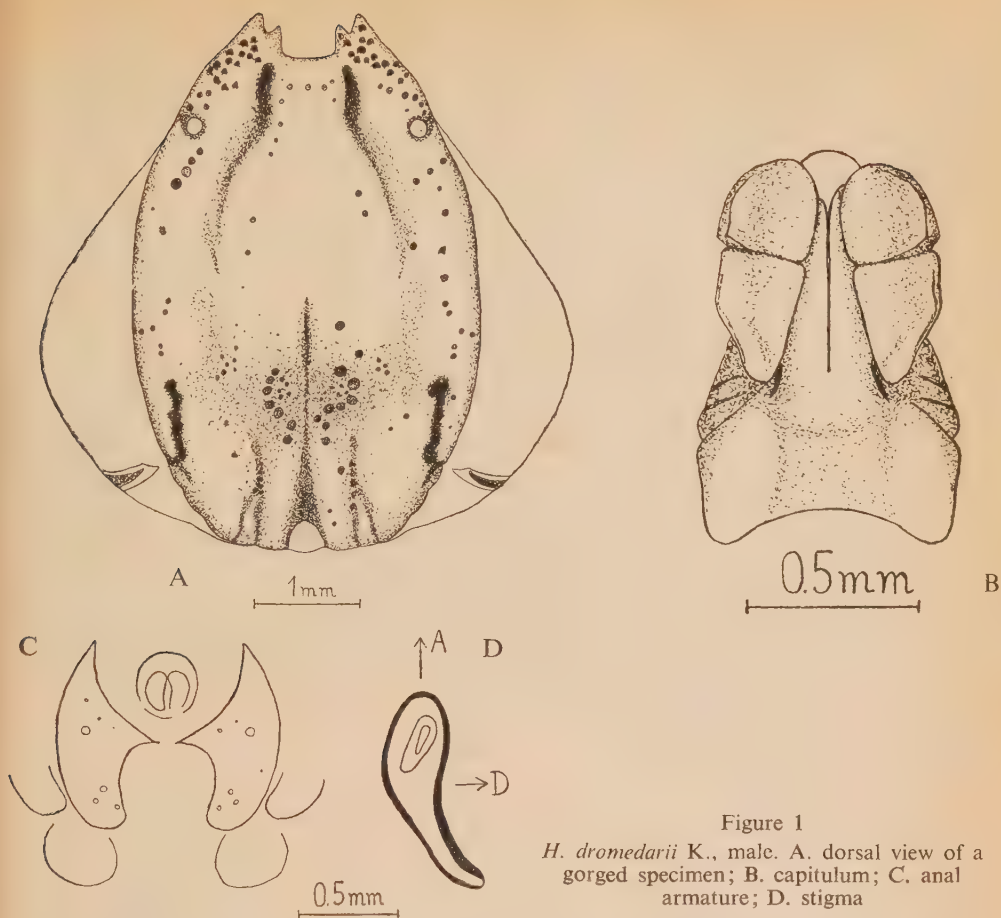 A
1mm
0.5mm
B
C
A
D
D
0.5mm
Figure 1
H. dromedarii K., male. A. dorsal view of a
gorged specimen; B. capitulum; C. anal
armature; D. stigma